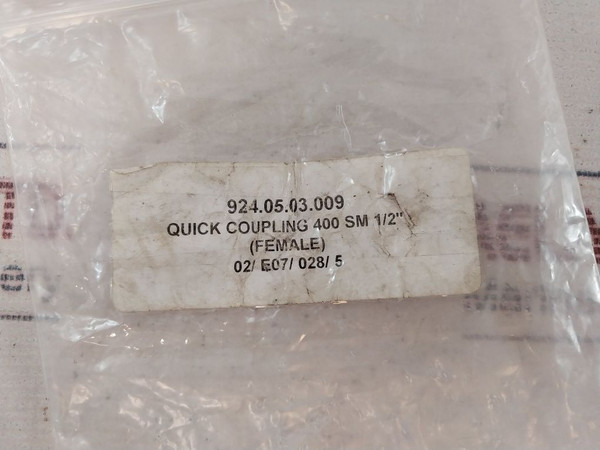 924.05.03.009
QUICK COUPLING 400 SM 1/2"
(FEMALE)
02/ E07/ 028/ 5